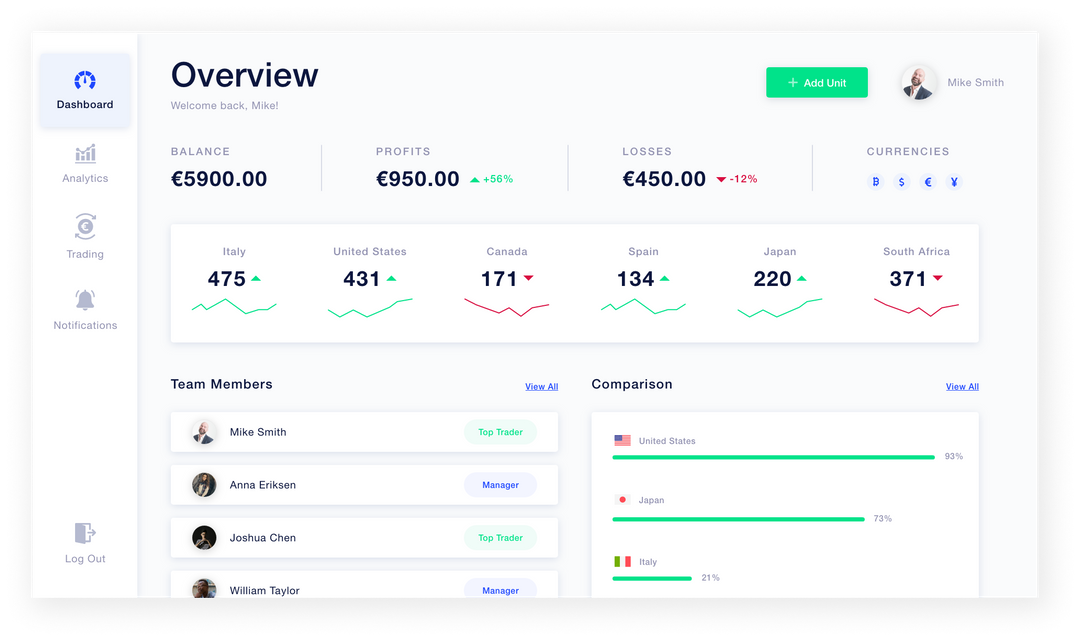 Dashboard
Analytics
Trading
Notifications
Log Out
Overview
Welcome back, Mike!
+ Add Unit
Mike Smith
BALANCE
€5900.00
PROFITS
€950.00 +56%
LOSSES
€450.00 -12%
CURRENCIES
₿ $ € ¥
Italy
475
United States
431
Canada
171
Spain
134
Japan
220
South Africa
371
Team Members
View All
Mike Smith Top Trader
Anna Eriksen Manager
Joshua Chen Top Trader
William Taylor Manager
Comparison
View All
United States
93%
Japan
73%
Italy
21%